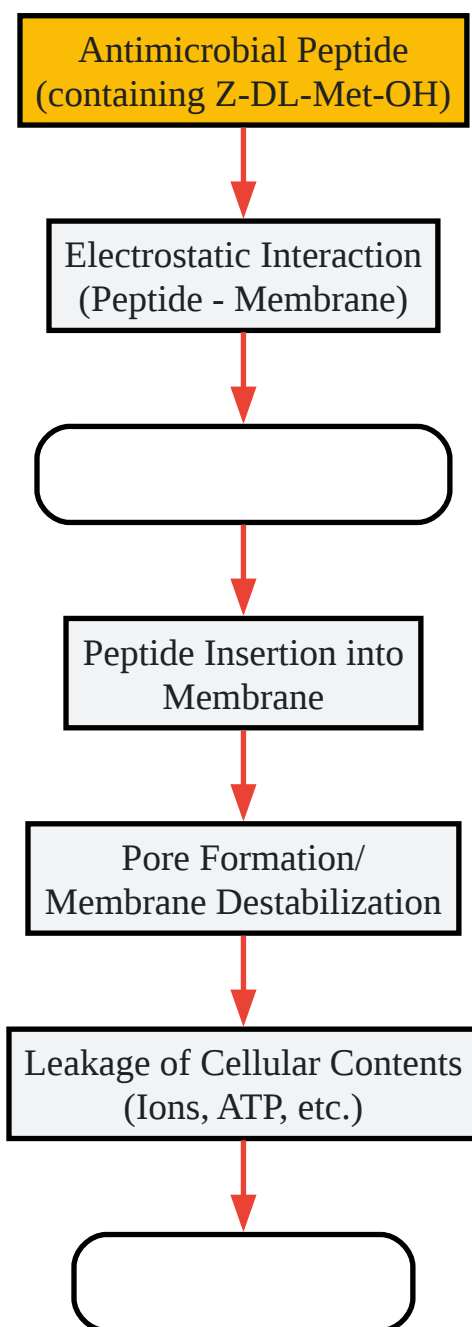 Antimicrobial Peptide
(containing Z-DL-Met-OH)
Electrostatic Interaction
(Peptide - Membrane)
Peptide Insertion into
Membrane
Pore Formation/
Membrane Destabilization
Leakage of Cellular Contents
(Ions, ATP, etc.)